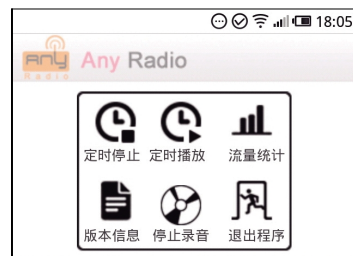 18:05
Any
Radio
Any Radio
定时停止 定时播放 流量统计
版本信息 停止录音 退出程序